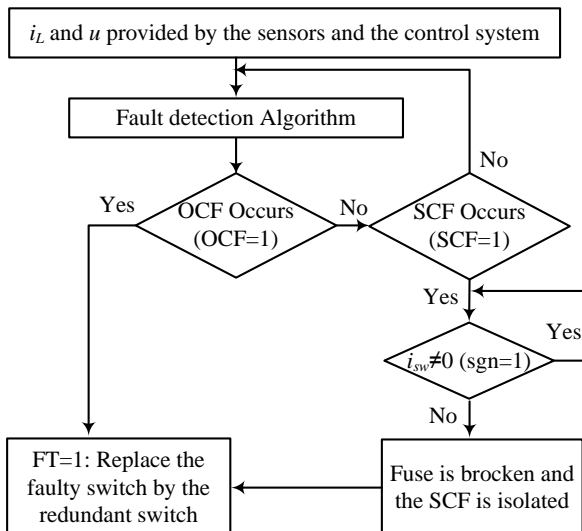 i_L and u provided by the sensors and the control system
Fault detection Algorithm
No
Yes
OCF Occurs
(OCF=1)
No
SCF Occurs
(SCF=1)
Yes
Yes
i_sw≠0 (sgn=1)
No
FT=1: Replace the
faulty switch by the
redundant switch
Fuse is brocken and
the SCF is isolated